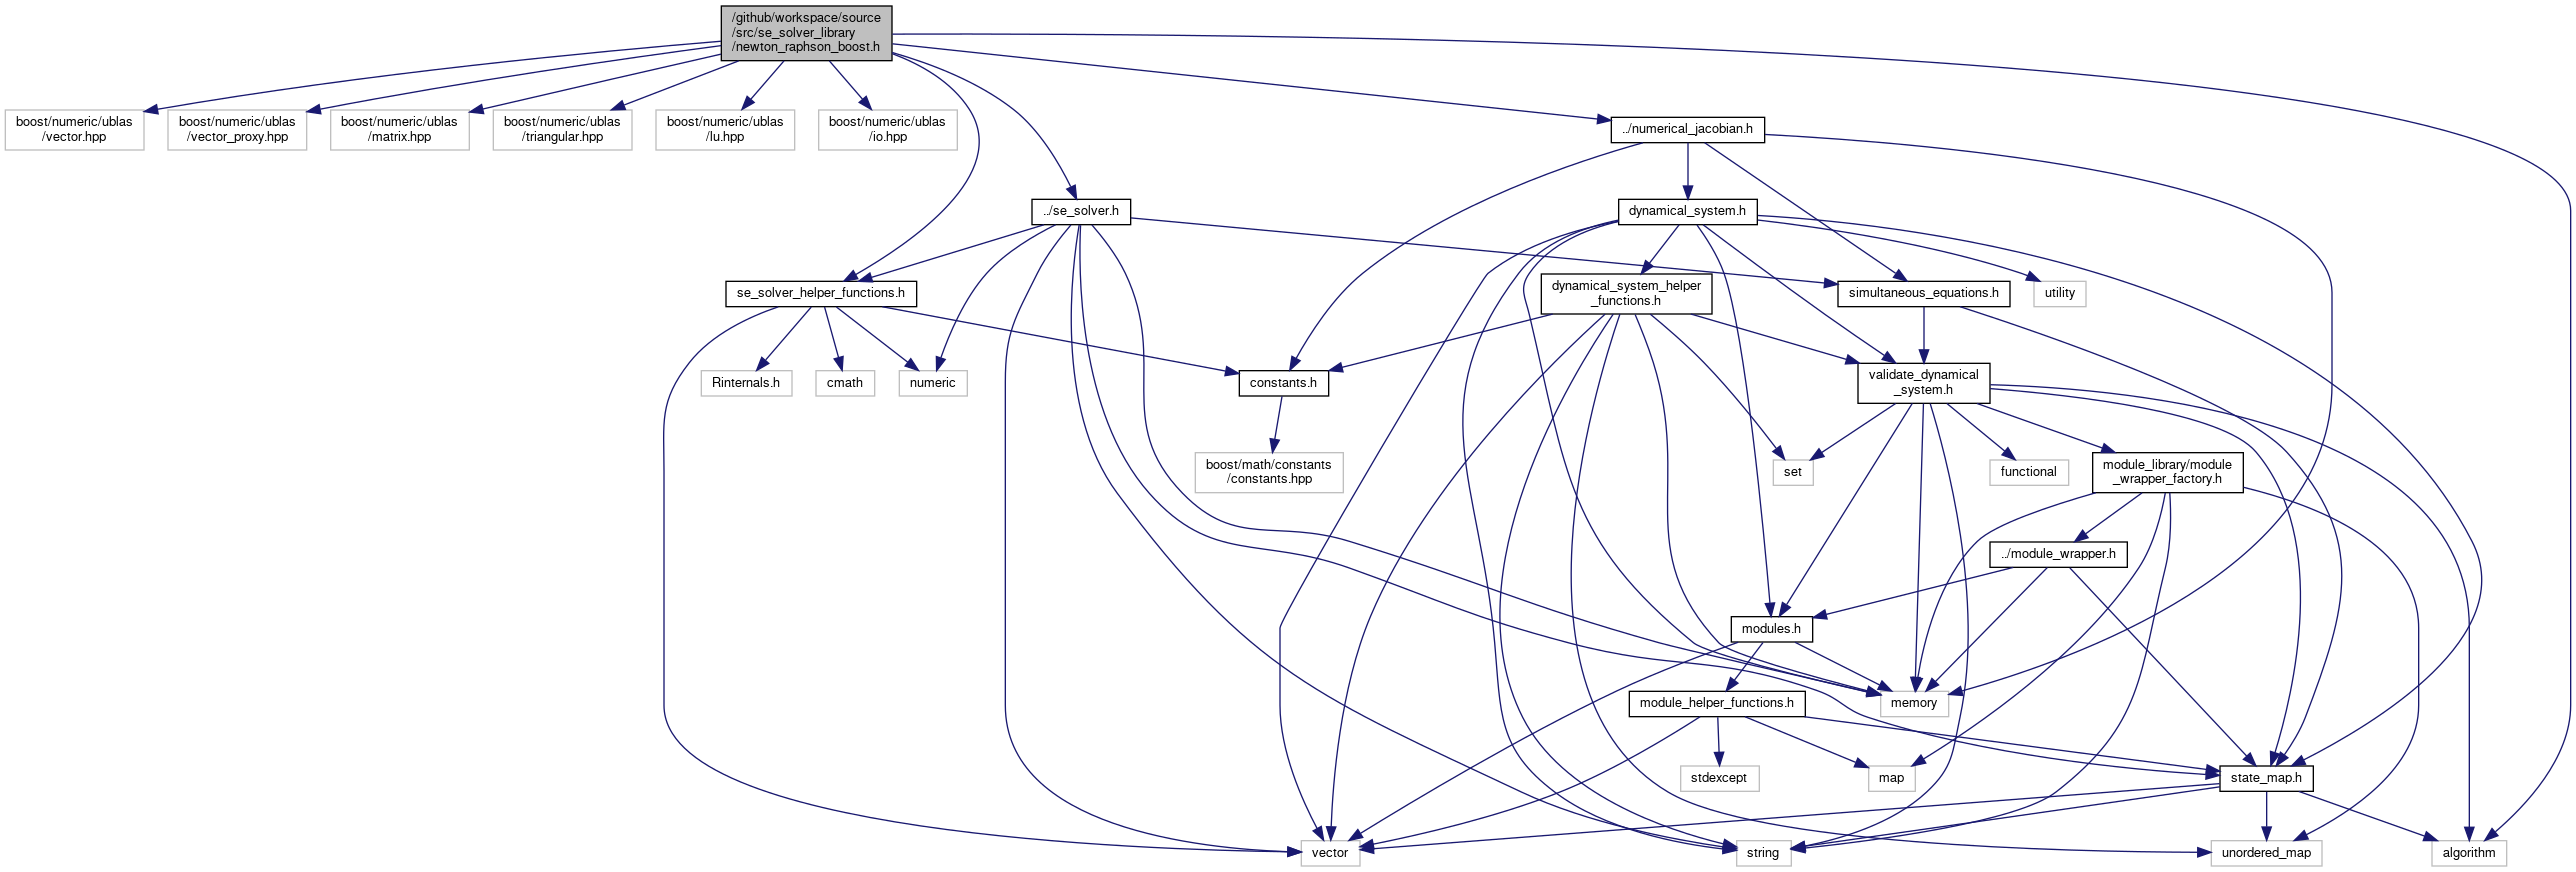 /github/workspace/source
/src/se_solver_library
/newton_raphson_boost.h
boost/numeric/ublas
/vector.hpp
boost/numeric/ublas
/vector_proxy.hpp
boost/numeric/ublas
/matrix.hpp
boost/numeric/ublas
/triangular.hpp
boost/numeric/ublas
/lu.hpp
boost/numeric/ublas
/io.hpp
../numerical_jacobian.h
../se_solver.h
dynamical_system.h
se_solver_helper_functions.h
dynamical_system_helper
_functions.h
simultaneous_equations.h
utility
Rinternals.h
cmath
numeric
constants.h
validate_dynamical
_system.h
boost/math/constants
/constants.hpp
set
functional
module_library/module
_wrapper_factory.h
../module_wrapper.h
modules.h
module_helper_functions.h
memory
stdexcept
map
state_map.h
vector
string
unordered_map
algorithm